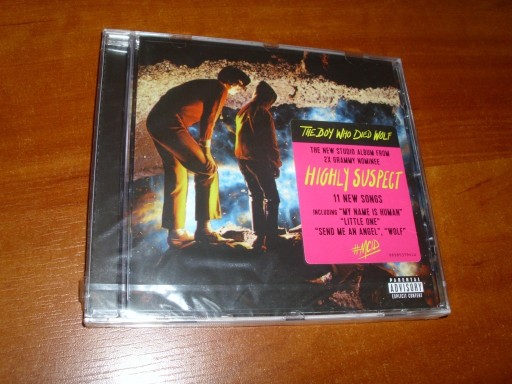 THE BOY WHO DIED WOLF
THE NEW STUDIO ALBUM FROM
2X GRAMMY NOMINEE
HIGHLY SUSPECT
11 NEW SONGS
INCLUDING "MY NAME IS HUMAN"
"LITTLE ONE"
"SEND ME AN ANGEL", "WOLF"
#MCID
PARENTAL
ADVISORY
EXPLICIT CONTENT